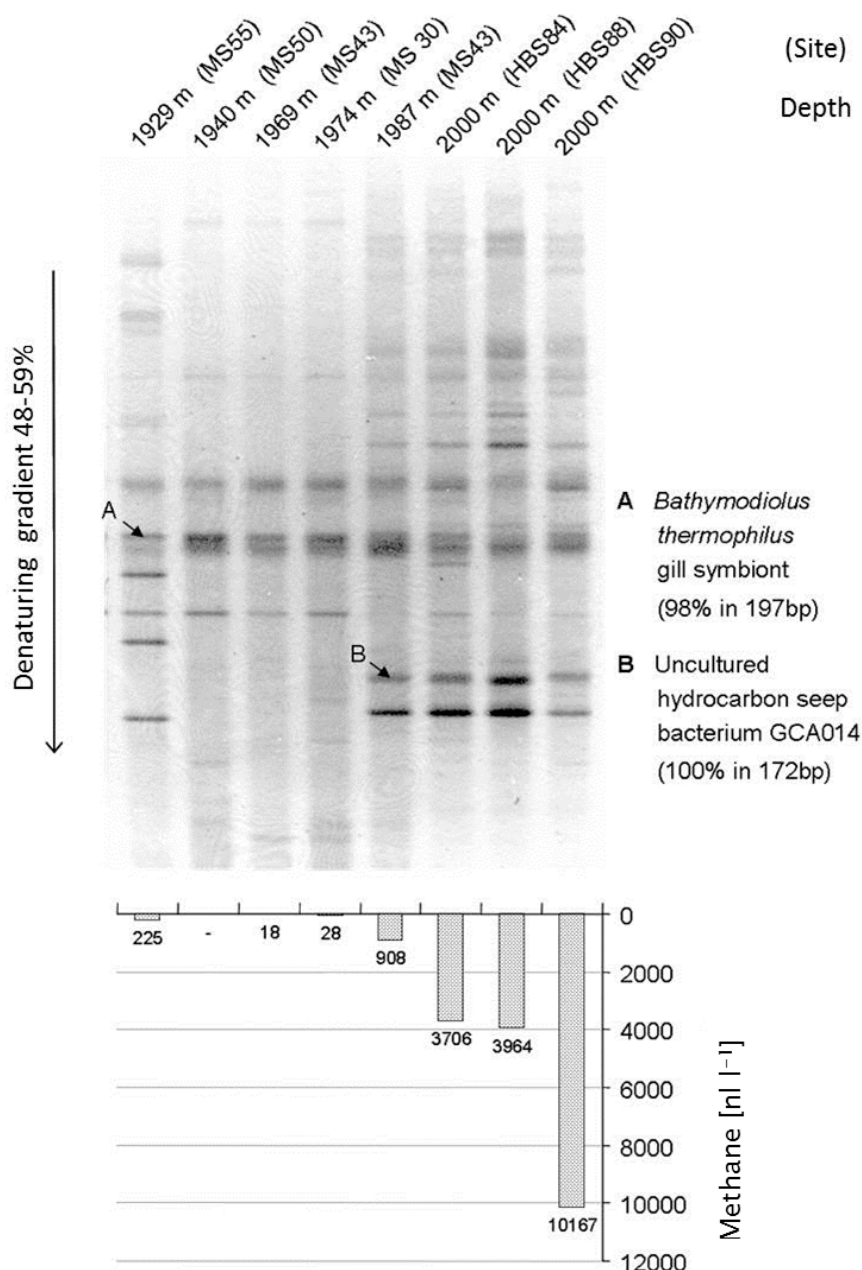 1929 m (MS55)
1940 m (MS50)
1969 m (MS43)
1974 m (MS 30)
1987 m (MS43)
2000 m (HBS84)
2000 m (HBS88)
2000 m (HBS90)
(Site)
Depth
Denaturing gradient 48-59%
A
B
A Bathymodiolus
thermophilus
gill symbiont
(98% in 197bp)
B Uncultured
hydrocarbon seep
bacterium GCA014
(100% in 172bp)
225
-
18
28
908
3706
3964
10167
0
2000
4000
6000
8000
10000
12000
Methane [nl l⁻¹]